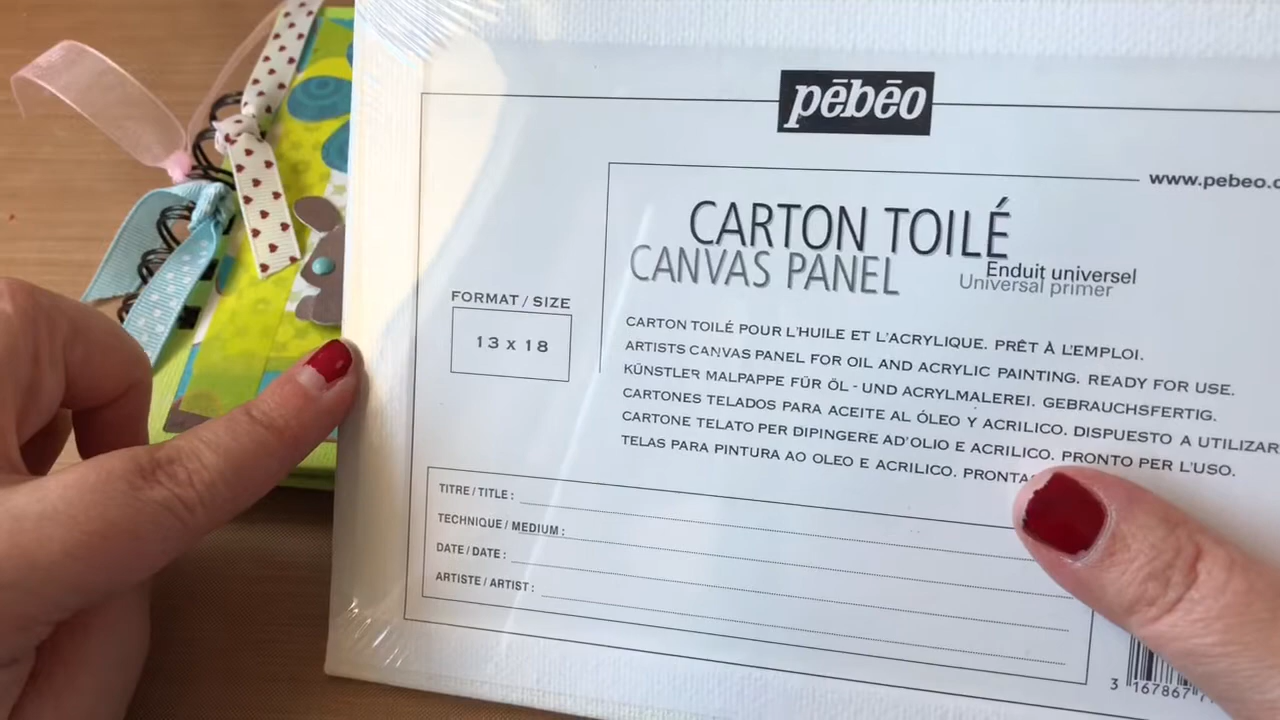 pēbēo
www.pebeo.c
CARTON TOILÉ
CANVAS PANEL
Enduit universel
Universal primer
FORMAT / SIZE
13 x 18
CARTON TOILÉ POUR L'HUILE ET L'ACRYLIQUE. PRÊT À L'EMPLOI.
ARTISTS CANVAS PANEL FOR OIL AND ACRYLIC PAINTING. READY FOR USE.
KÜNSTLER MALPAPPE FÜR ÖL - UND ACRYLMALEREI. GEBRAUCHSFERTIG.
CARTONES TELADOS PARA ACEITE AL ÓLEO Y ACRILICO. DISPUESTO A UTILIZAR
CARTONE TELATO PER DIPINGERE AD'OLIO E ACRILICO. PRONTO PER L'USO.
TELAS PARA PINTURA AO OLEO E ACRILICO. PRONTA
TITRE / TITLE :
TECHNIQUE / MEDIUM :
DATE / DATE :
ARTISTE / ARTIST :
3 167867